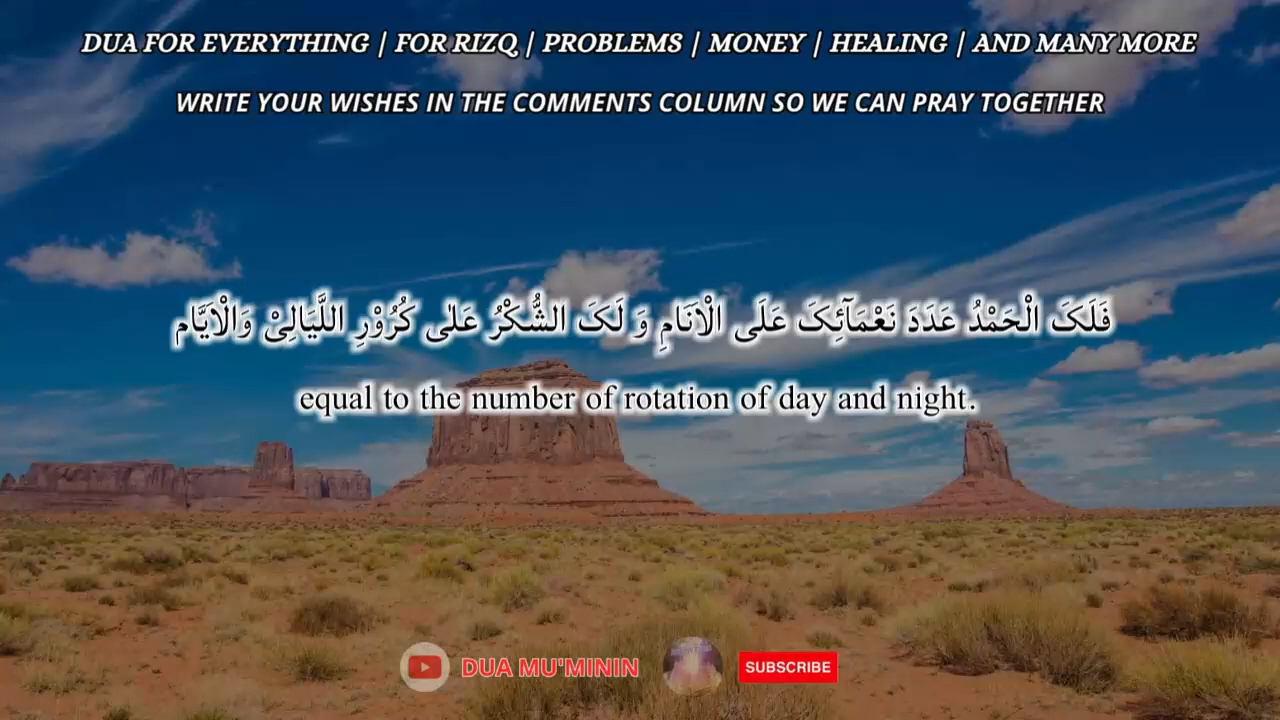 DUA FOR EVERYTHING | FOR RIZQ | PROBLEMS | MONEY | HEALING | AND MANY MORE
WRITE YOUR WISHES IN THE COMMENTS COLUMN SO WE CAN PRAY TOGETHER
فَلَکَ الْحَمْدُ عَدَدَ نَعْمَآئِکَ عَلَی الْاَنَامِ وَ لَکَ الشُّکْرُ عَلٰی کُرُوْرِ اللَّیَالِیْ وَالْاَیَّام
equal to the number of rotation of day and night.
DUA MU'MININ
SUBSCRIBE